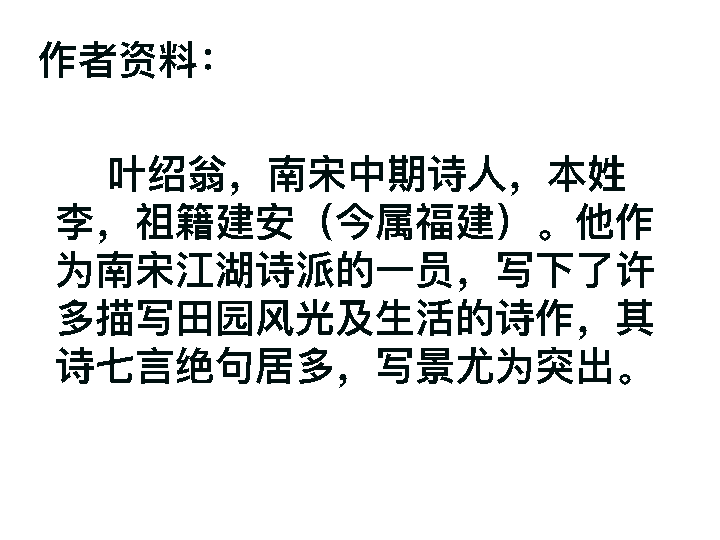 作者资料：
叶绍翁，南宋中期诗人，本姓
李，祖籍建安（今属福建）。他作
为南宋江湖诗派的一员，写下了许
多描写田园风光及生活的诗作，其
诗七言绝句居多，写景尤为突出。